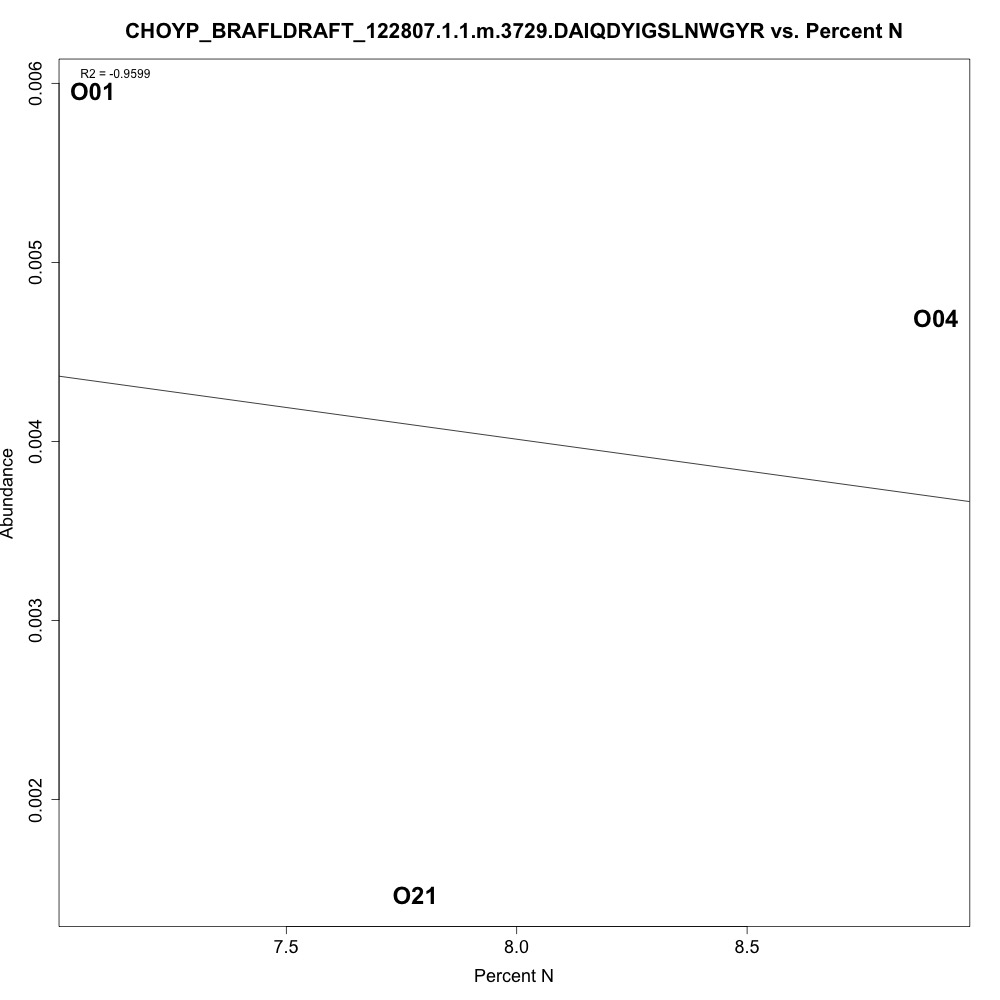 CHOYP_BRAFLDRAFT_122807.1.1.m.3729.DAIQDYIGSLNWGYR vs. Percent N
R2 = -0.9599
O01
O04
O21
0.006
0.005
0.004
0.003
0.002
Abundance
7.5 8.0 8.5
Percent N